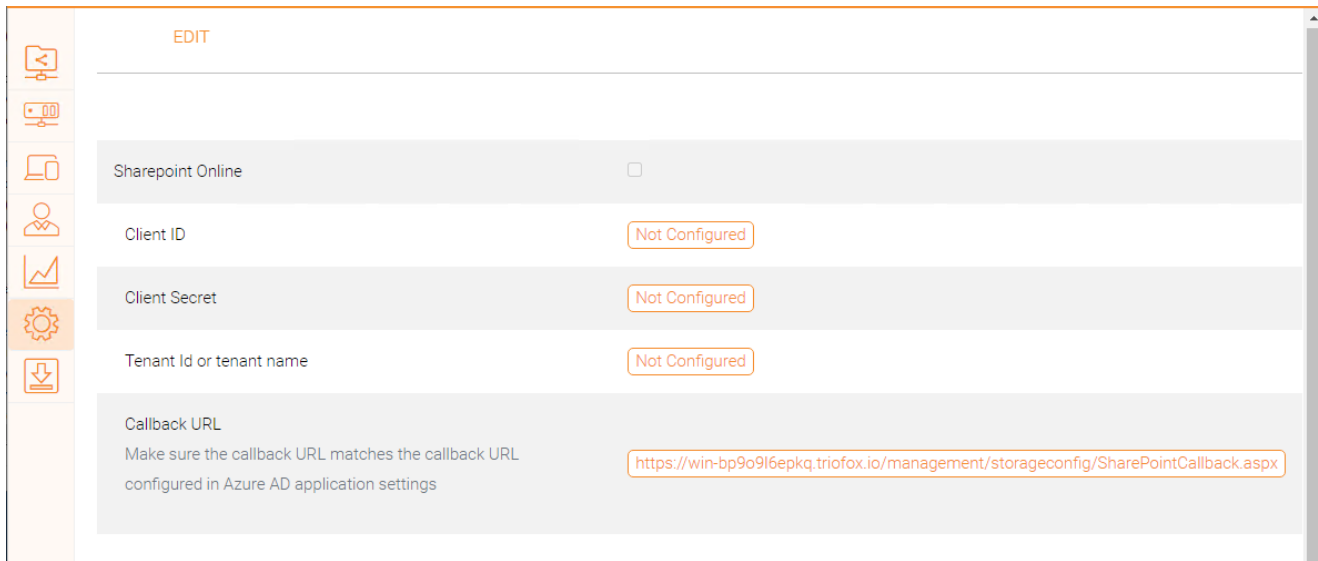 EDIT
Sharepoint Online
Client ID
Not Configured
Client Secret
Not Configured
Tenant Id or tenant name
Not Configured
Callback URL
Make sure the callback URL matches the callback URL
configured in Azure AD application settings
https://win-bp9o9l6epkq.triofox.io/management/storageconfig/SharePointCallback.aspx